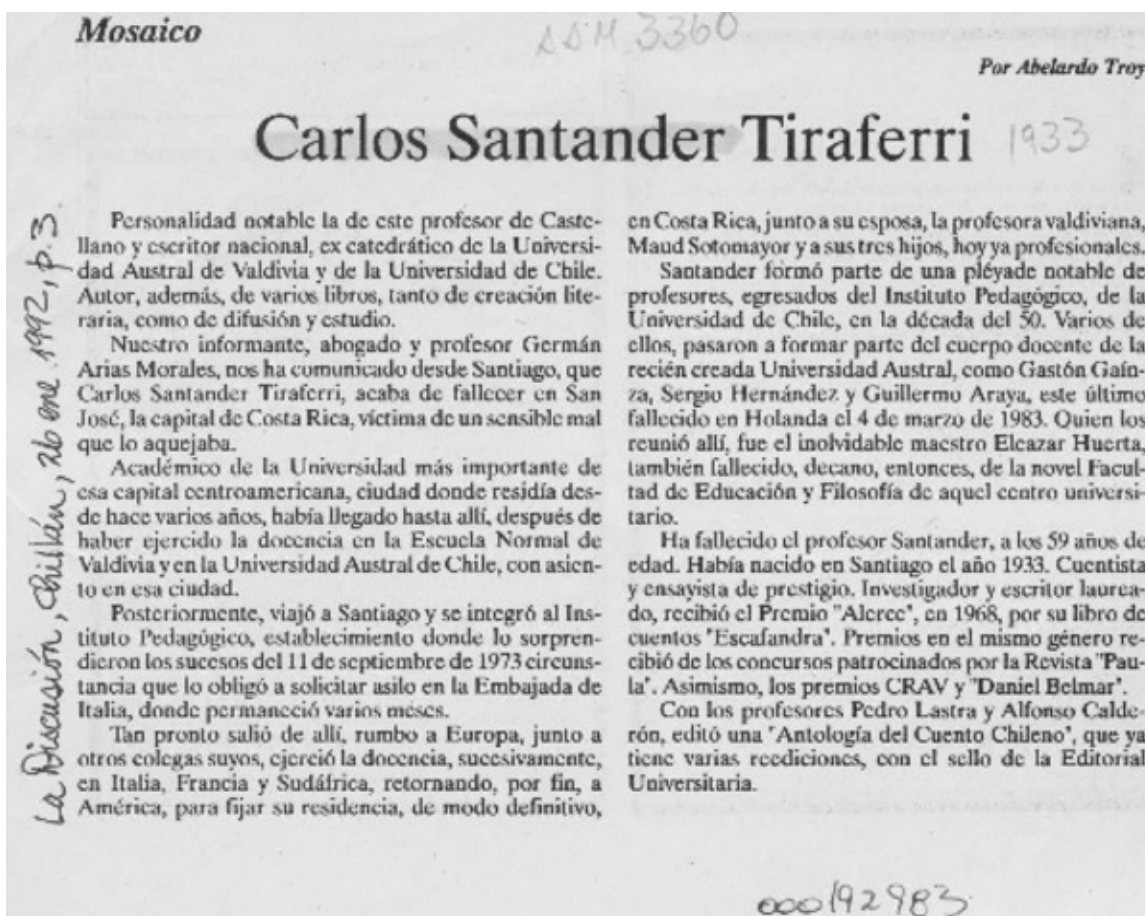 Mosaico
AAM 3360
Por Abelardo Troy
Carlos Santander Tiraferri
1933
La Discusión, Chillán, 26 ene. 1992, p. 3.
Personalidad notable la de este profesor de Caste-
llano y escritor nacional, ex catedrático de la Universi-
dad Austral de Valdivia y de la Universidad de Chile.
Autor, además, de varios libros, tanto de creación lite-
raria, como de difusión y estudio.
Nuestro informante, abogado y profesor Germán
Arias Morales, nos ha comunicado desde Santiago, que
Carlos Santander Tiraferri, acaba de fallecer en San
José, la capital de Costa Rica, víctima de un sensible mal
que lo aquejaba.
Académico de la Universidad más importante de
esa capital centroamericana, ciudad donde residía des-
de hace varios años, había llegado hasta allí, después de
haber ejercido la docencia en la Escuela Normal de
Valdivia y en la Universidad Austral de Chile, con asien-
to en esa ciudad.
Posteriormente, viajó a Santiago y se integró al Ins-
tituto Pedagógico, establecimiento donde lo sorpren-
dieron los sucesos del 11 de septiembre de 1973 circuns-
tancia que lo obligó a solicitar asilo en la Embajada de
Italia, donde permaneció varios meses.
Tan pronto salió de allí, rumbo a Europa, junto a
otros colegas suyos, ejerció la docencia, sucesivamente,
en Italia, Francia y Sudáfrica, retornando, por fin, a
América, para fijar su residencia, de modo definitivo,
en Costa Rica, junto a su esposa, la profesora valdiviana,
Maud Sotomayor y a sus tres hijos, hoy ya profesionales.
Santander formó parte de una pléyade notable de
profesores, egresados del Instituto Pedagógico, de la
Universidad de Chile, en la década del 50. Varios de
ellos, pasaron a formar parte del cuerpo docente de la
recién creada Universidad Austral, como Gastón Gaín-
za, Sergio Hernández y Guillermo Araya, este último
fallecido en Holanda el 4 de marzo de 1983. Quien los
reunió allí, fue el inolvidable maestro Eleazar Huerta,
también fallecido, decano, entonces, de la novel Facul-
tad de Educación y Filosofía de aquel centro universi-
tario.
Ha fallecido el profesor Santander, a los 59 años de
edad. Había nacido en Santiago el año 1933. Cuentista
y ensayista de prestigio. Investigador y escritor laurea-
do, recibió el Premio "Alerce", en 1968, por su libro de
cuentos "Escafandra". Premios en el mismo género re-
cibió de los concursos patrocinados por la Revista "Pau-
la". Asimismo, los premios CRAV y "Daniel Belmar".
Con los profesores Pedro Lastra y Alfonso Calde-
rón, editó una "Antología del Cuento Chileno", que ya
tiene varias reediciones, con el sello de la Editorial
Universitaria.
000192983